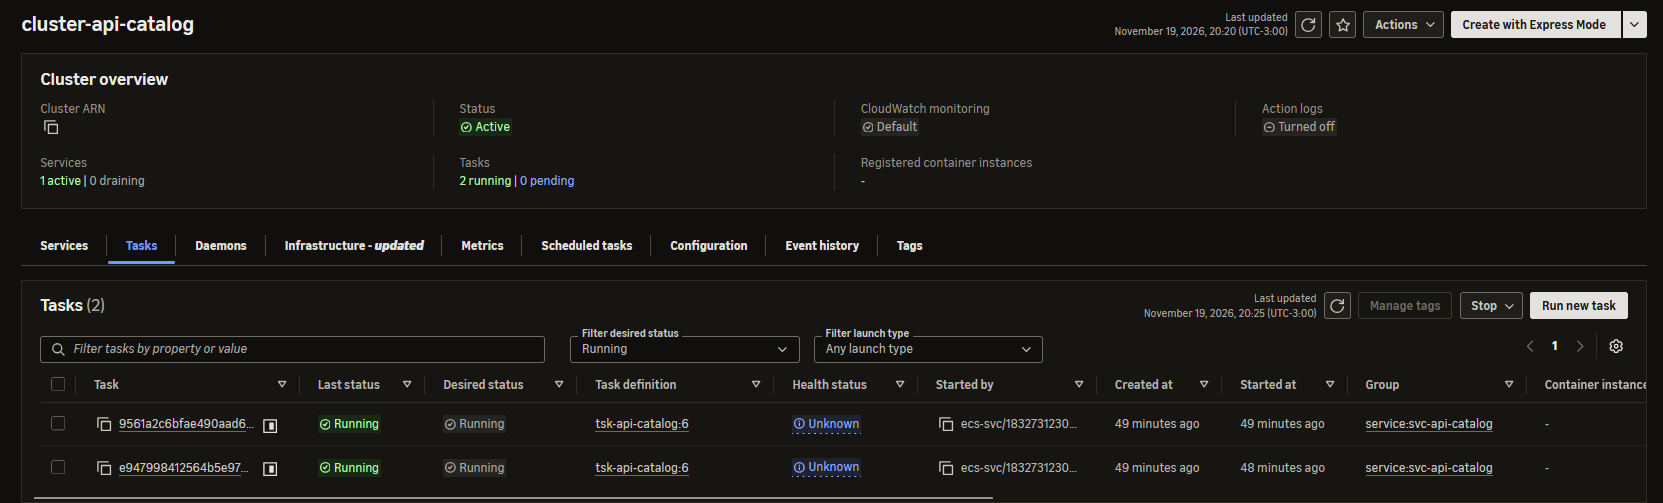 cluster-api-catalog
Last updated
November 19, 2026, 20:20 (UTC-3:00)
Actions
Create with Express Mode
Cluster overview
Cluster ARN
Status
Active
CloudWatch monitoring
Default
Action logs
Turned off
Services
1 active | 0 draining
Tasks
2 running | 0 pending
Registered container instances
-
Services Tasks Daemons Infrastructure - updated Metrics Scheduled tasks Configuration Event history Tags
Tasks (2)
Last updated
November 19, 2026, 20:25 (UTC-3:00)
Manage tags
Stop
Run new task
Filter desired status
Filter launch type
Filter tasks by property or value
Running
Any launch type
1
Task Last status Desired status Task definition Health status Started by Created at Started at Group Container instance
9561a2c6bfae490aad6... Running Running tsk-api-catalog:6 Unknown ecs-svc/1832731230... 49 minutes ago 49 minutes ago service:svc-api-catalog -
e947998412564b5e97... Running Running tsk-api-catalog:6 Unknown ecs-svc/1832731230... 49 minutes ago 48 minutes ago service:svc-api-catalog -